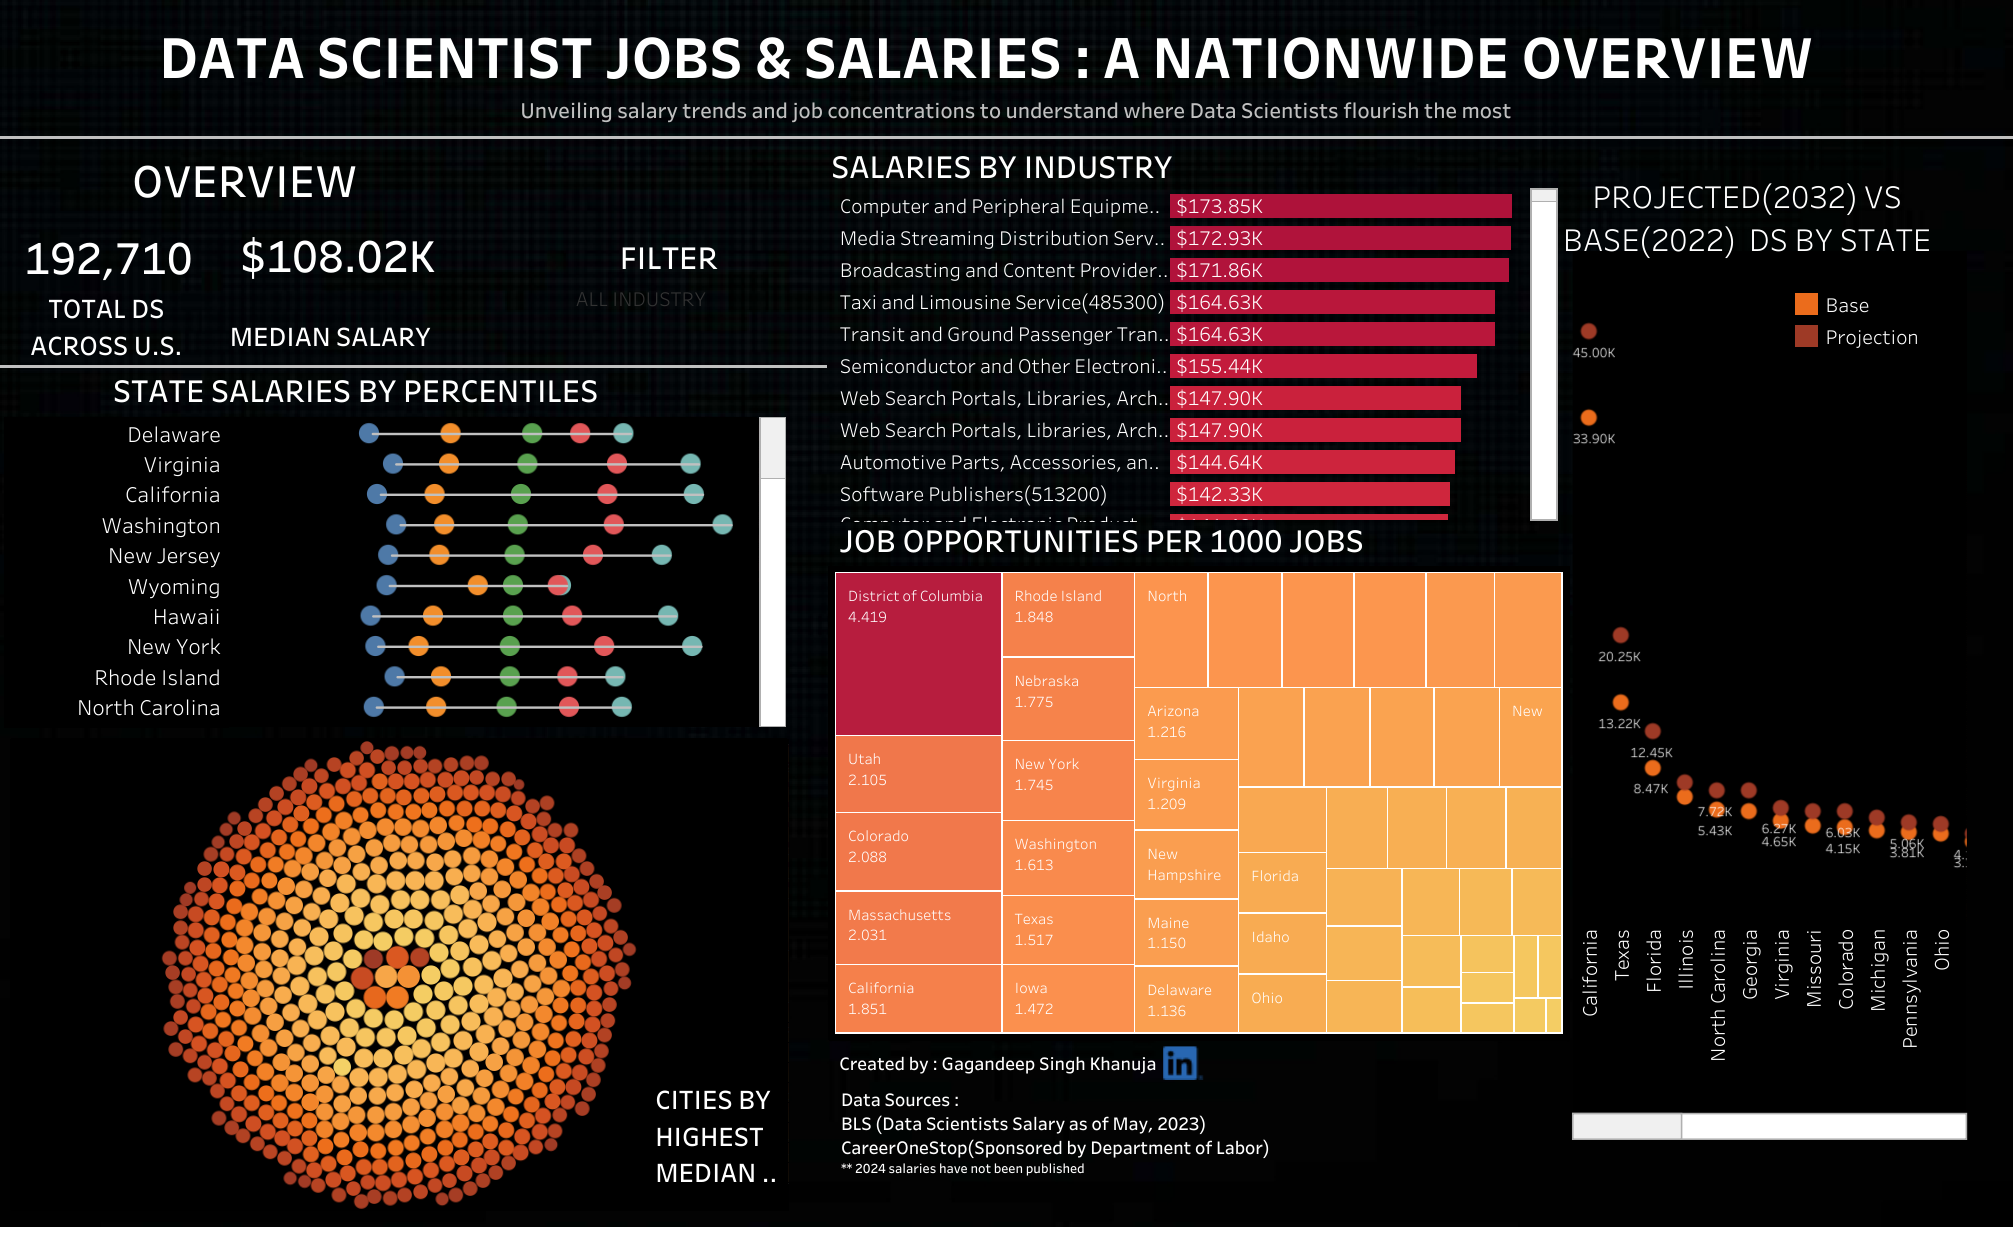 DATA SCIENTIST JOBS & SALARIES : A NATIONWIDE OVERVIEW
Unveiling salary trends and job concentrations to understand where Data Scientists flourish the most
OVERVIEW
192,710
TOTAL DS
ACROSS U.S.
$108.02K
MEDIAN SALARY
FILTER
ALL INDUSTRY
STATE SALARIES BY PERCENTILES
Delaware
Virginia
California
Washington
New Jersey
Wyoming
Hawaii
New York
Rhode Island
North Carolina
CITIES BY
HIGHEST
MEDIAN ..
SALARIES BY INDUSTRY
Computer and Peripheral Equipme.. $173.85K
Media Streaming Distribution Serv.. $172.93K
Broadcasting and Content Provider.. $171.86K
Taxi and Limousine Service(485300) $164.63K
Transit and Ground Passenger Tran.. $164.63K
Semiconductor and Other Electroni.. $155.44K
Web Search Portals, Libraries, Arch.. $147.90K
Web Search Portals, Libraries, Arch.. $147.90K
Automotive Parts, Accessories, an.. $144.64K
Software Publishers(513200) $142.33K
JOB OPPORTUNITIES PER 1000 JOBS
District of Columbia
4.419
Utah
2.105
Colorado
2.088
Massachusetts
2.031
California
1.851
Rhode Island
1.848
Nebraska
1.775
New York
1.745
Washington
1.613
Texas
1.517
Iowa
1.472
North
Arizona
1.216
Virginia
1.209
New
Hampshire
Maine
1.150
Delaware
1.136
New
Florida
Idaho
Ohio
Created by : Gagandeep Singh Khanuja
in
Data Sources :
BLS (Data Scientists Salary as of May, 2023)
CareerOneStop(Sponsored by Department of Labor)
** 2024 salaries have not been published
PROJECTED(2032) VS
BASE(2022) DS BY STATE
Base
Projection
45.00K
33.90K
20.25K
13.22K
12.45K
8.47K
7.72K
5.43K
6.27K
4.65K
6.03K
4.15K
5.06K
3.81K
California
Texas
Florida
Illinois
North Carolina
Georgia
Virginia
Missouri
Colorado
Michigan
Pennsylvania
Ohio